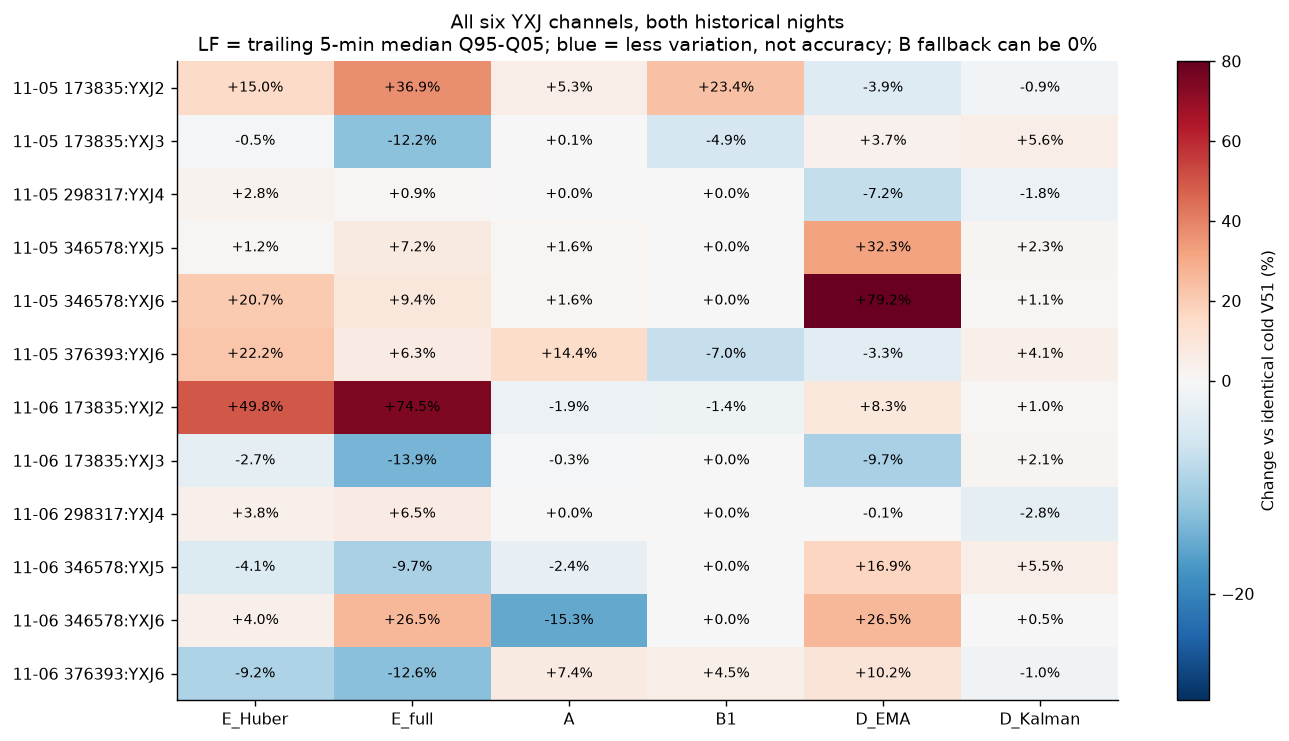 All six YXJ channels, both historical nights
LF = trailing 5-min median Q95-Q05; blue = less variation, not accuracy; B fallback can be 0%
11-05 173835:YXJ2 +15.0% +36.9% +5.3% +23.4% -3.9% -0.9%
11-05 173835:YXJ3 -0.5% -12.2% +0.1% -4.9% +3.7% +5.6%
11-05 298317:YXJ4 +2.8% +0.9% +0.0% +0.0% -7.2% -1.8%
11-05 346578:YXJ5 +1.2% +7.2% +1.6% +0.0% +32.3% +2.3%
11-05 346578:YXJ6 +20.7% +9.4% +1.6% +0.0% +79.2% +1.1%
11-05 376393:YXJ6 +22.2% +6.3% +14.4% -7.0% -3.3% +4.1%
11-06 173835:YXJ2 +49.8% +74.5% -1.9% -1.4% +8.3% +1.0%
11-06 173835:YXJ3 -2.7% -13.9% -0.3% +0.0% -9.7% +2.1%
11-06 298317:YXJ4 +3.8% +6.5% +0.0% +0.0% -0.1% -2.8%
11-06 346578:YXJ5 -4.1% -9.7% -2.4% +0.0% +16.9% +5.5%
11-06 346578:YXJ6 +4.0% +26.5% -15.3% +0.0% +26.5% +0.5%
11-06 376393:YXJ6 -9.2% -12.6% +7.4% +4.5% +10.2% -1.0%
E_Huber E_full A B1 D_EMA D_Kalman
80
60
40
20
0
−20
Change vs identical cold V51 (%)